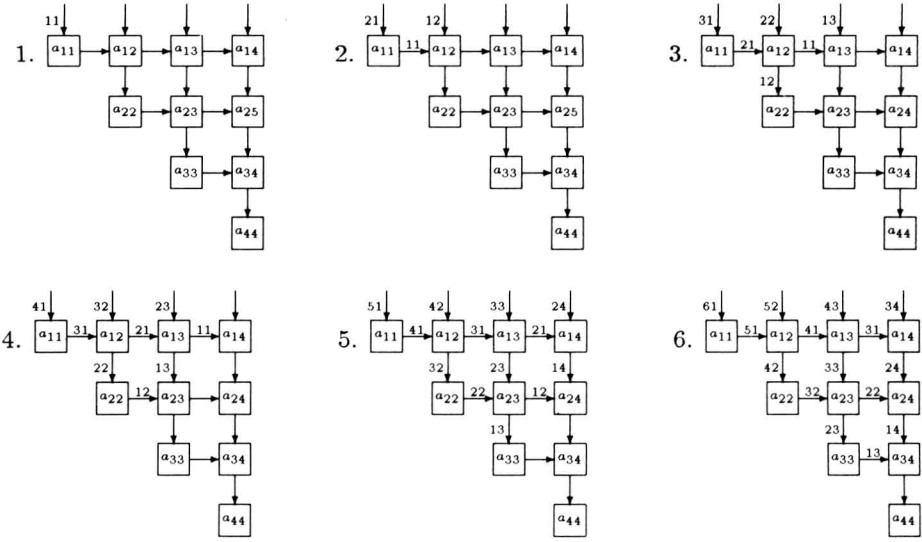 11
1. a11 a12 a13 a14
a22 a23 a25
a33 a34
a44
21 12
2. a11 11 a12 a13 a14
a22 a23 a25
a33 a34
a44
31 22 13
3. a11 21 a12 11 a13 a14
12
a22 a23 a24
a33 a34
a44
41 32 23
4. a11 31 a12 21 a13 11 a14
22 13
a22 12 a23 a24
a33 a34
a44
51 42 33 24
5. a11 41 a12 31 a13 21 a14
32 23 14
a22 22 a23 12 a24
13
a33 a34
a44
61 52 43 34
6. a11 51 a12 41 a13 31 a14
42 33 24
a22 32 a23 22 a24
23 14
a33 13 a34
a44